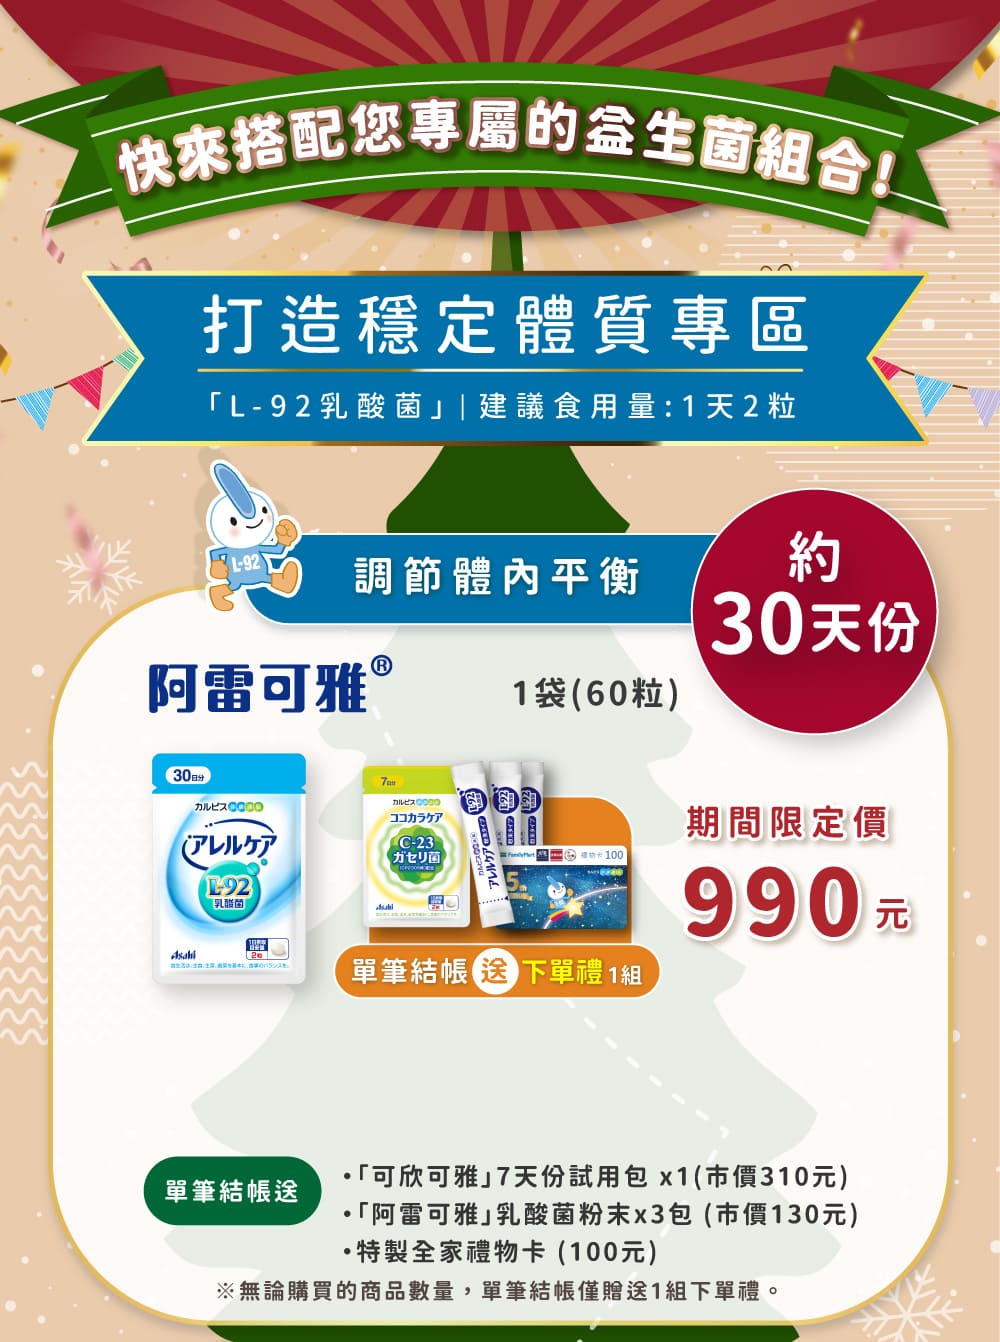 快來搭配您專屬的益生菌組合!
打造穩定體質專區
「L-92乳酸菌」| 建議食用量:1天2粒
L-92
調節體內平衡
約
30天份
阿雷可雅®
1袋(60粒)
30日分
カルピス
アレルケア
L-92
乳酸菌
Asahi
2粒
7日分
カルピス
ココカラケア
C-23
ガセリ菌
Asahi
2粒
L-92
アレルケア
L-92
L-92
FamilyMart
禮物卡 100
期間限定價
990元
單筆結帳 送 下單禮1組
單筆結帳送
・「可欣可雅」7天份試用包 x1(市價310元)
・「阿雷可雅」乳酸菌粉末x3包 (市價130元)
・特製全家禮物卡 (100元)
※無論購買的商品數量，單筆結帳僅贈送1組下單禮。